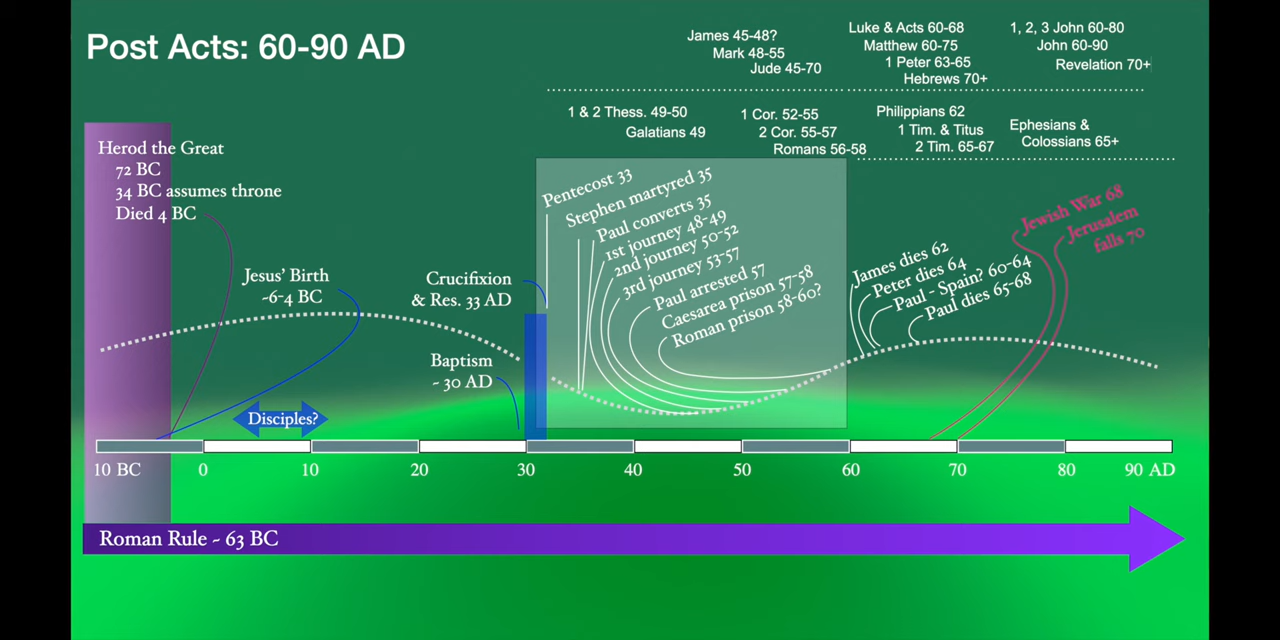 Post Acts: 60-90 AD
James 45-48?
Mark 48-55
Jude 45-70
Luke & Acts 60-68
Matthew 60-75
1 Peter 63-65
Hebrews 70+
1, 2, 3 John 60-80
John 60-90
Revelation 70+
1 & 2 Thess. 49-50
Galatians 49
1 Cor. 52-55
2 Cor. 55-57
Romans 56-58
Philippians 62
1 Tim. & Titus
2 Tim. 65-67
Ephesians &
Colossians 65+
Herod the Great
72 BC
34 BC assumes throne
Died 4 BC
Jesus' Birth
~6-4 BC
Crucifixion
& Res. 33 AD
Baptism
~ 30 AD
Disciples?
Pentecost 33
Stephen martyred 35
Paul converts 35
1st journey 48-49
2nd journey 50-52
3rd journey 53-57
Paul arrested 57
Caesarea prison 57-58
Roman prison 58-60?
James dies 62
Peter dies 64
Paul - Spain? 60-64
Paul dies 65-68
Jewish War 68
Jerusalem
falls 70
10 BC 0 10 20 30 40 50 60 70 80 90 AD
Roman Rule ~ 63 BC